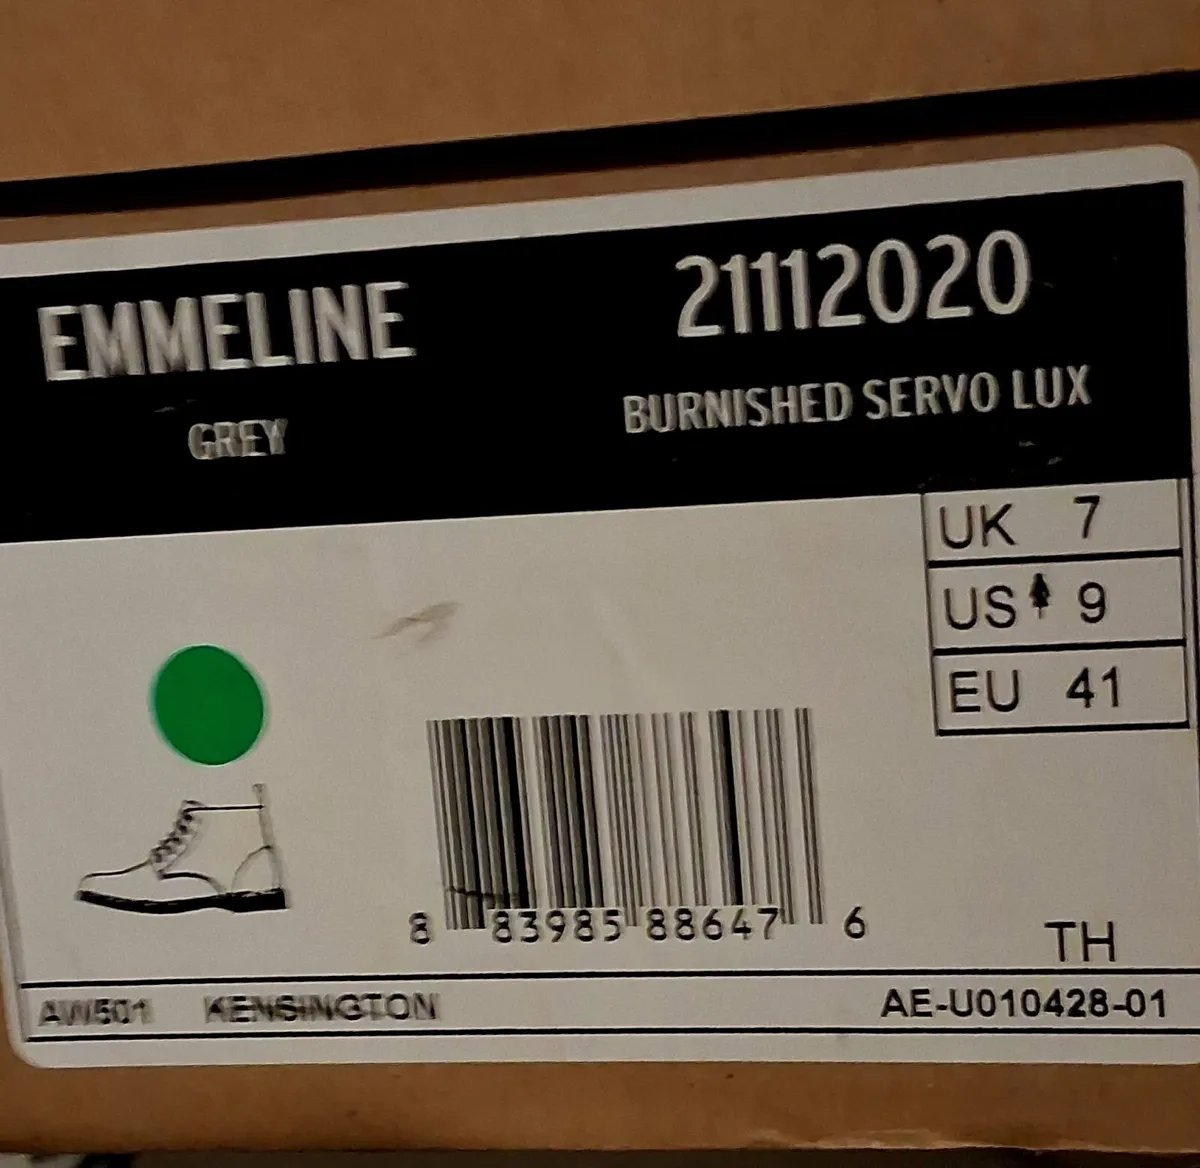 EMMELINE
21112020
GREY
BURNISHED SERVO LUX
UK 7
US 9
EU 41
8 83985 88647 6
TH
AW501 KENSINGTON
AE-U010428-01